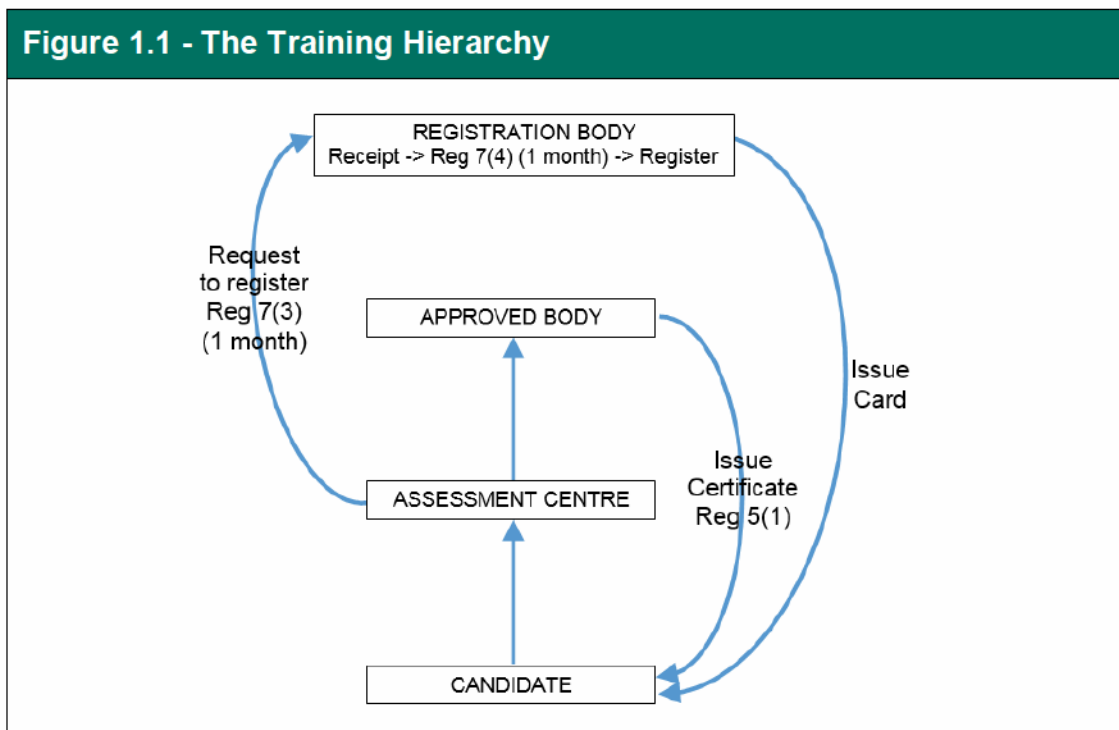 Figure 1.1 - The Training Hierarchy
REGISTRATION BODY
Receipt -> Reg 7(4) (1 month) -> Register
Request
to register
Reg 7(3)
(1 month)
APPROVED BODY
Issue
Card
Issue
Certificate
Reg 5(1)
ASSESSMENT CENTRE
CANDIDATE